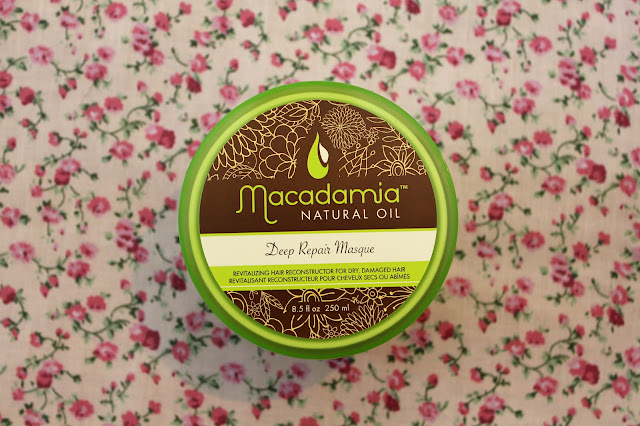 Macadamia™
NATURAL OIL
Deep Repair Masque
REVITALIZING HAIR RECONSTRUCTOR FOR DRY, DAMAGED HAIR
REVITALISANT RECONSTRUCTEUR POUR CHEVEUX SECS OU ABÎMÉS
8.5 fl oz 250 ml